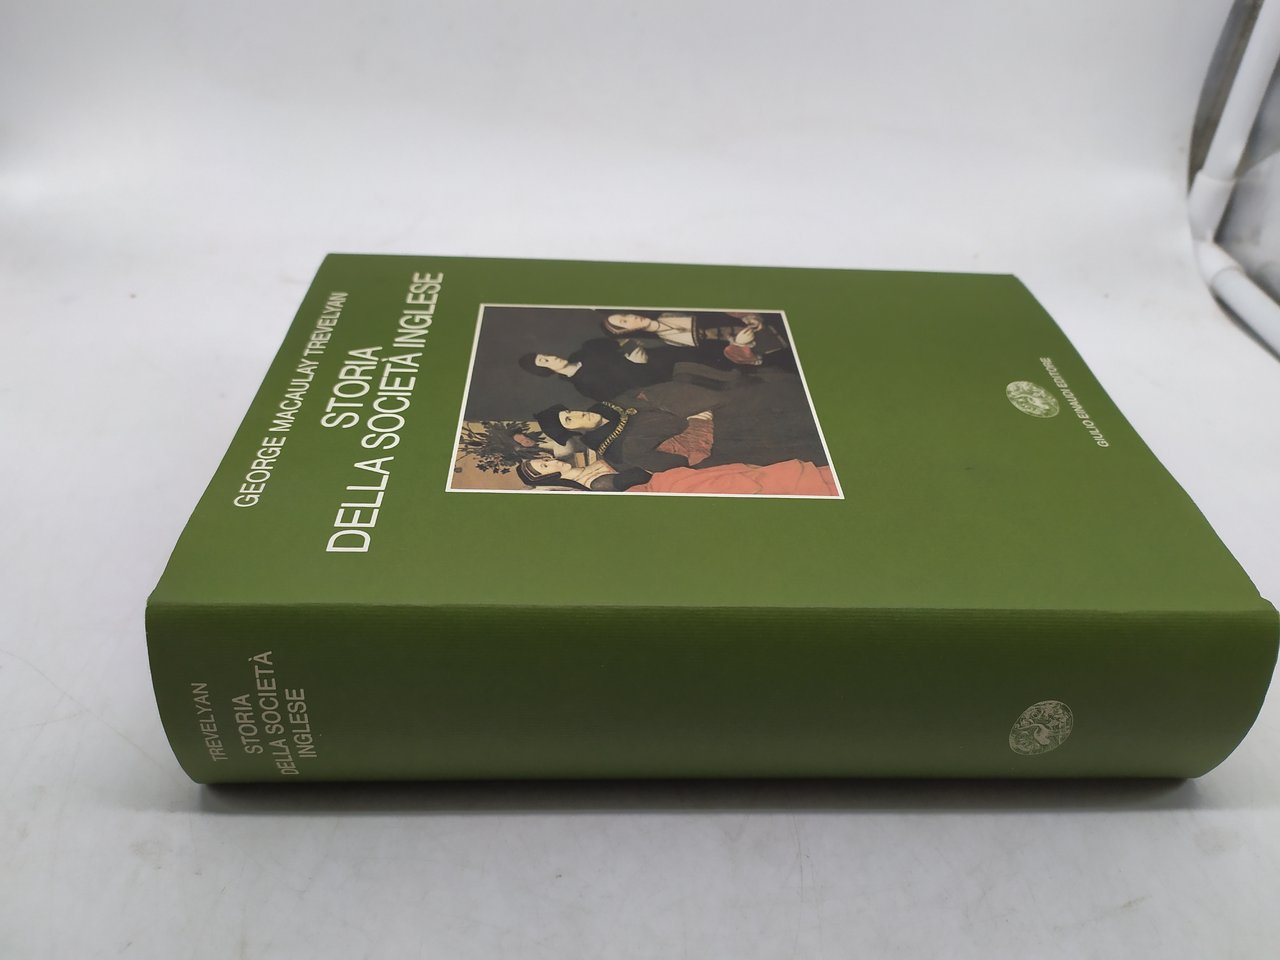 GEORGE MACAULAY TREVELYAN
STORIA
DELLA SOCIETÀ INGLESE
GIULIO EINAUDI EDITORE
TREVELYAN
STORIA
DELLA SOCIETÀ
INGLESE